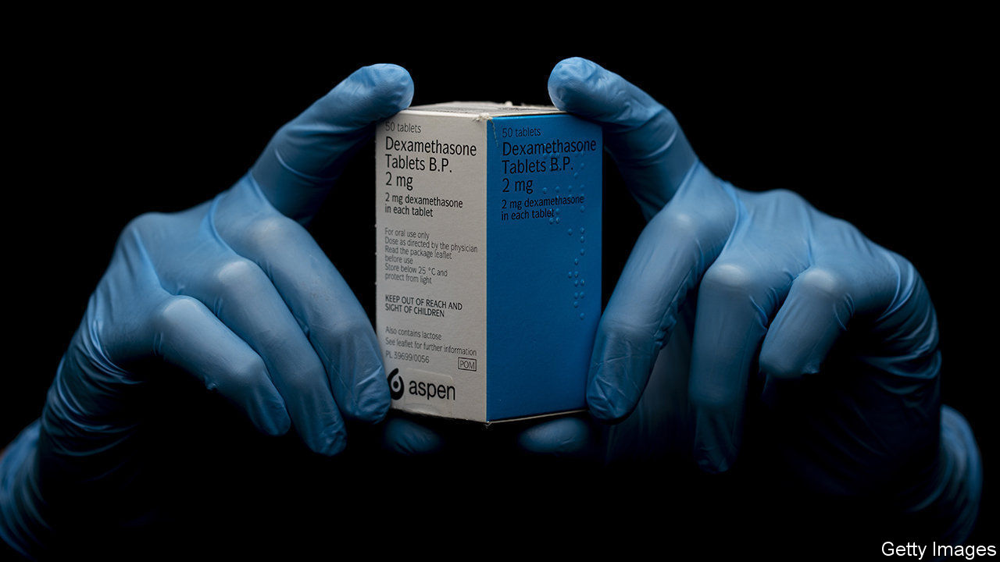 50 tablets
Dexamethasone
Tablets B.P.
2 mg
2 mg dexamethasone
in each tablet
For oral use only
Dose as directed by the physician
Read the package leaflet
before use
Store below 25 °C and
protect from light
KEEP OUT OF REACH AND
SIGHT OF CHILDREN
Also contains lactose
See leaflet for further information
PL 39699/0056
POM
aspen
50 tablets
Dexamethasone
Tablets B.P.
2 mg
2 mg dexamethasone
in each tablet
Getty Images